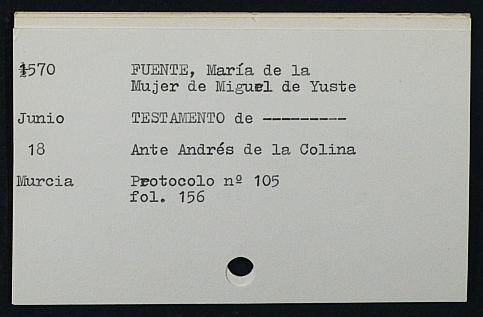 1570 FUENTE, María de la
Mujer de Miguel de Yuste
Junio TESTAMENTO de ---------
18 Ante Andrés de la Colina
Murcia Protocolo nº 105
fol. 156